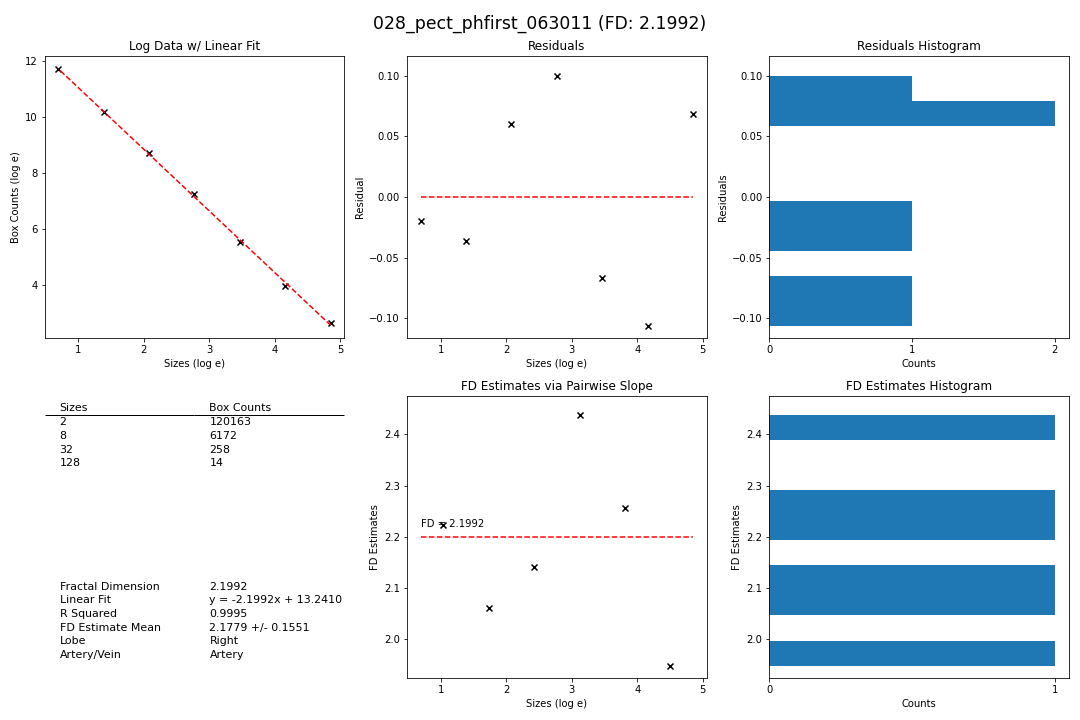 028_pect_phfirst_063011 (FD: 2.1992)
Log Data w/ Linear Fit
Box Counts (log e)
12
10
8
6
4
1 2 3 4 5
Sizes (log e)
Residuals
Residual
0.10
0.05
0.00
−0.05
−0.10
1 2 3 4 5
Sizes (log e)
Residuals Histogram
Residuals
0.10
0.05
0.00
−0.05
−0.10
0 1 2
Counts
Sizes Box Counts
2 120163
8 6172
32 258
128 14
Fractal Dimension 2.1992
Linear Fit y = -2.1992x + 13.2410
R Squared 0.9995
FD Estimate Mean 2.1779 +/- 0.1551
Lobe Right
Artery/Vein Artery
FD Estimates via Pairwise Slope
FD Estimates
2.4
2.3
2.2
2.1
2.0
FD = 2.1992
1 2 3 4 5
Sizes (log e)
FD Estimates Histogram
FD Estimates
2.4
2.3
2.2
2.1
2.0
0 1
Counts